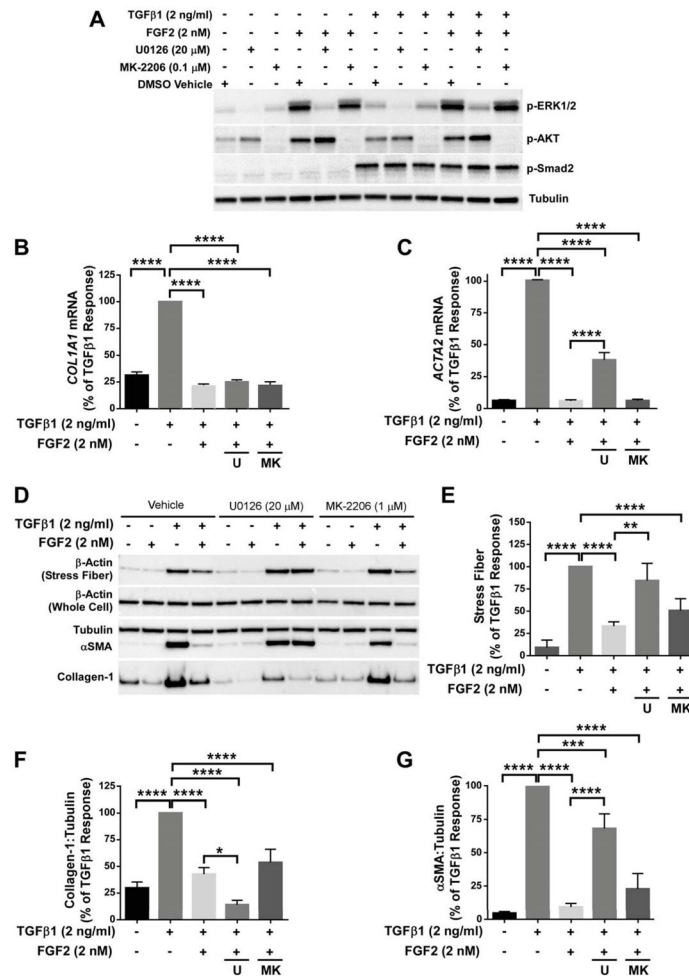 A
TGFβ1 (2 ng/ml) - - - - - - + + + + + +
FGF2 (2 nM) - - - + + + - - - + + +
U0126 (20 µM) - + - - + - - + - - + -
MK-2206 (0.1 µM) - - + - - + - - + - - +
DMSO Vehicle + - - + - - + - - + - -
p-ERK1/2
p-AKT
p-Smad2
Tubulin
B
****
****
**** ****
COL1A1 mRNA
(% of TGFβ1 Response)
125
100
75
50
25
0
TGFβ1 (2 ng/ml) - + + + +
FGF2 (2 nM) - - + + +
U MK
C
****
****
**** ****
****
ACTA2 mRNA
(% of TGFβ1 Response)
100
75
50
25
0
TGFβ1 (2 ng/ml) - + + + +
FGF2 (2 nM) - - + + +
U MK
D
Vehicle U0126 (20 µM) MK-2206 (1 µM)
TGFβ1 (2 ng/ml) - - + + - - + + - - + +
FGF2 (2 nM) - + - + - + - + - + - +
β-Actin
(Stress Fiber)
β-Actin
(Whole Cell)
Tubulin
αSMA
Collagen-1
E
****
**
**** ****
Stress Fiber
(% of TGFβ1 Response)
150
125
100
75
50
25
0
TGFβ1 (2 ng/ml) - + + + +
FGF2 (2 nM) - - + + +
U MK
F
****
****
**** ****
*
Collagen-1:Tubulin
(% of TGFβ1 Response)
125
100
75
50
25
0
TGFβ1 (2 ng/ml) - + + + +
FGF2 (2 nM) - - + + +
U MK
G
****
***
**** ****
****
αSMA:Tubulin
(% of TGFβ1 Response)
100
75
50
25
0
TGFβ1 (2 ng/ml) - + + + +
FGF2 (2 nM) - - + + +
U MK